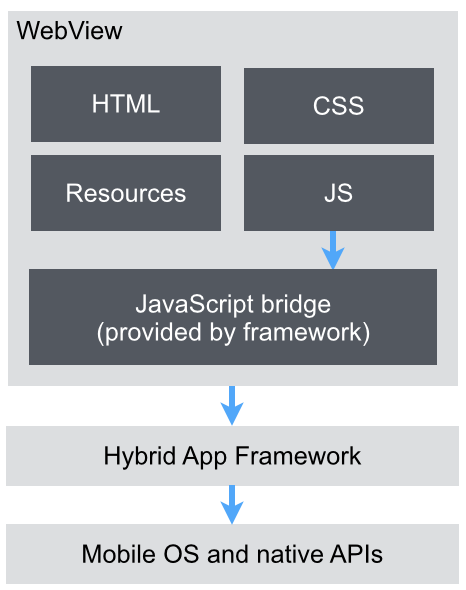 WebView
HTML
CSS
Resources
JS
JavaScript bridge
(provided by framework)
Hybrid App Framework
Mobile OS and native APIs